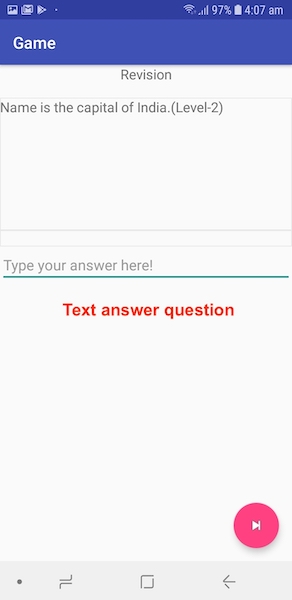 97% 4:07 am
Game
Revision
Name is the capital of India.(Level-2)
Type your answer here!
Text answer question